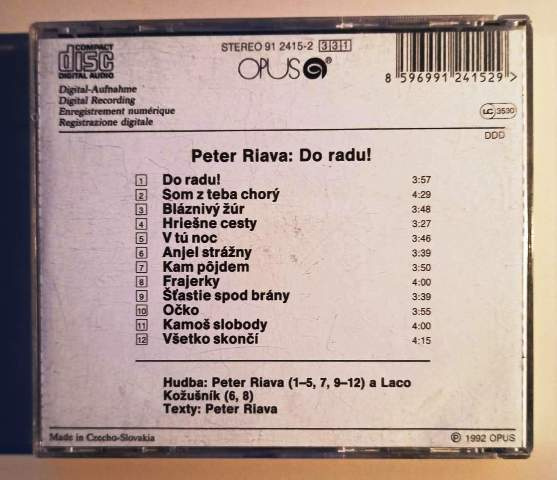 COMPACT
disc
DIGITAL AUDIO
STEREO 91 2415-2 331
OPUS ®
8 596991 241529 >
Digital-Aufnahme
Digital Recording
Enregistrement numérique
Registrazione digitale
LC 3530
DDD
Peter Riava: Do radu!
1 Do radu! 3:57
2 Som z teba chorý 4:29
3 Bláznivý žúr 3:48
4 Hriešne cesty 3:27
5 V tú noc 3:46
6 Anjel strážny 3:39
7 Kam pôjdem 3:50
8 Frajerky 4:00
9 Šťastie spod brány 3:39
10 Očko 3:55
11 Kamoš slobody 4:00
12 Všetko skončí 4:15
Hudba: Peter Riava (1–5, 7, 9–12) a Laco
Kožušník (6, 8)
Texty: Peter Riava
Made in Czecho-Slovakia
℗ 1992 OPUS